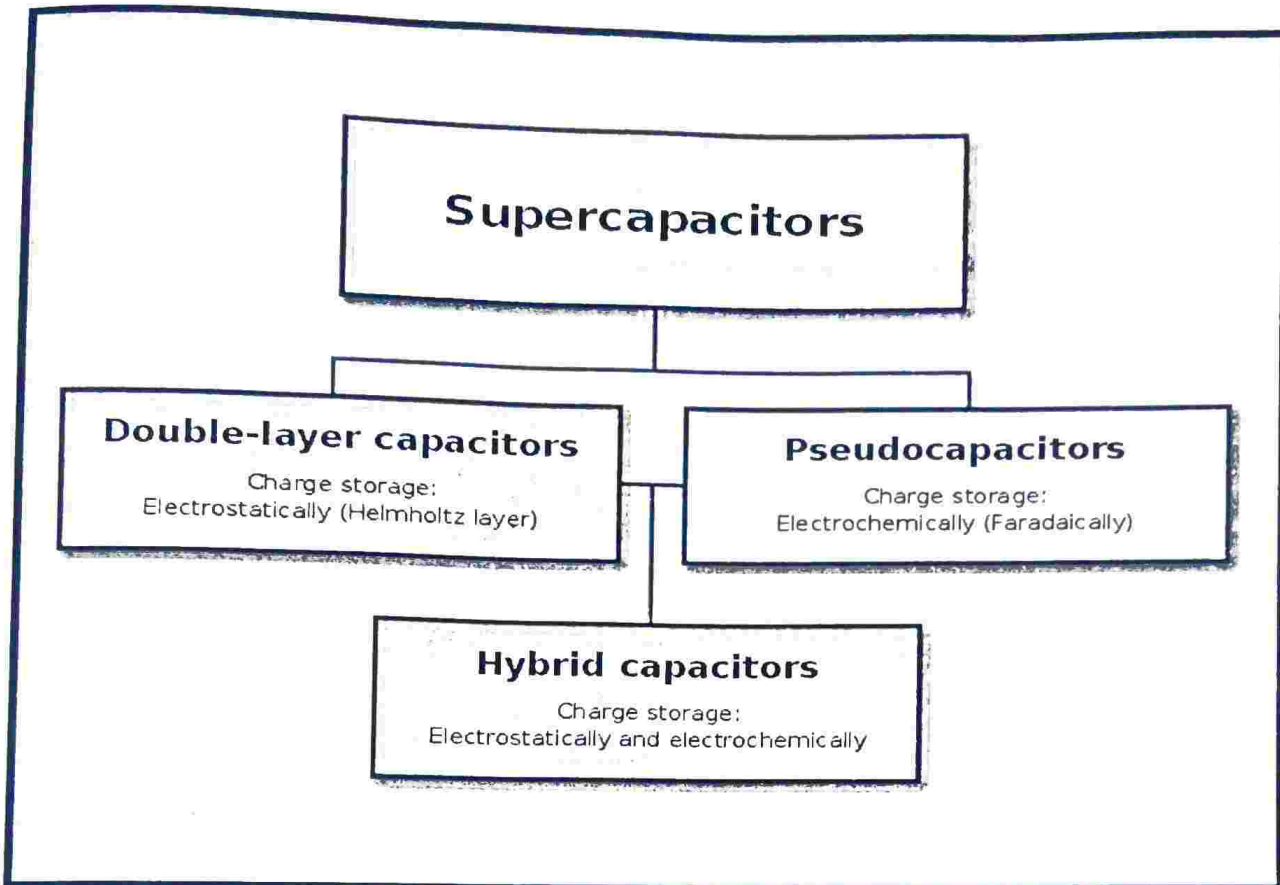 Supercapacitors
Double-layer capacitors
Charge storage:
Electrostatically (Helmholtz layer)
Pseudocapacitors
Charge storage:
Electrochemically (Faradaically)
Hybrid capacitors
Charge storage:
Electrostatically and electrochemically